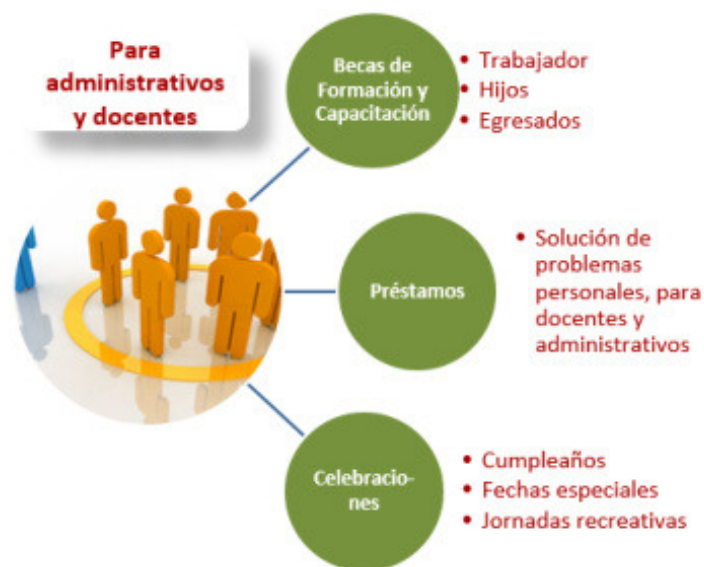 Para
administrativos
y docentes
Becas de
Formación y
Capacitación
• Trabajador
• Hijos
• Egresados
Préstamos
• Solución de
problemas
personales, para
docentes y
administrativos
Celebracio-
nes
• Cumpleaños
• Fechas especiales
• Jornadas recreativas